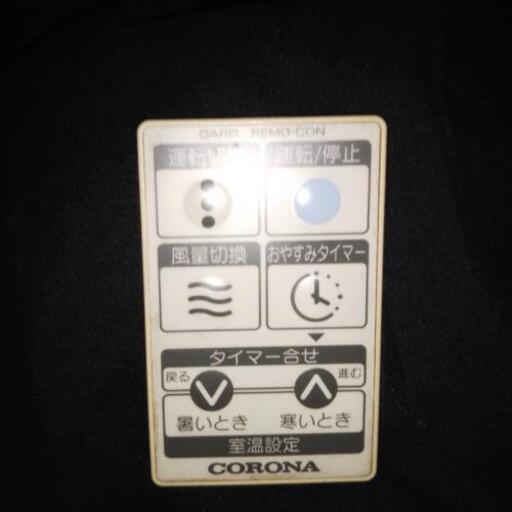 CARD REMO-CON
運転/停止
風量切換
おやすみタイマー
タイマー合せ
戻る
進む
暑いとき
寒いとき
室温設定
CORONA